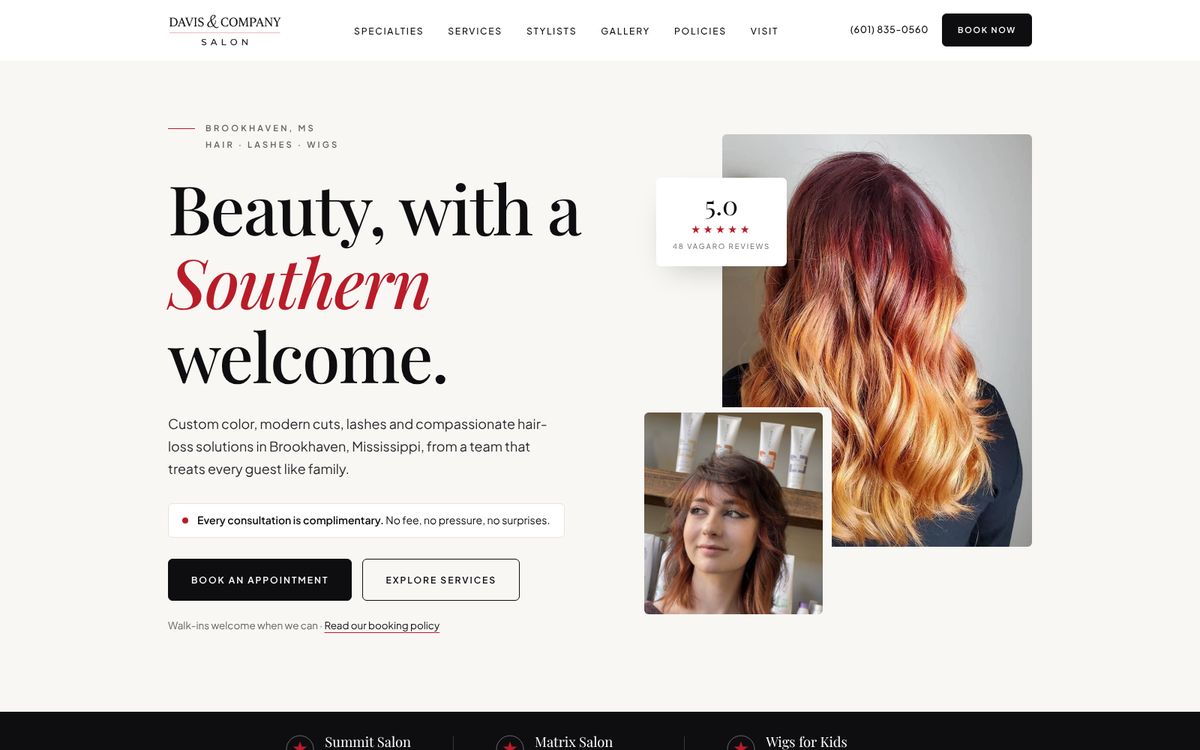 DAVIS & COMPANY
SALON
SPECIALTIES SERVICES STYLISTS GALLERY POLICIES VISIT
(601) 835-0560
BOOK NOW
BROOKHAVEN, MS
HAIR · LASHES · WIGS
Beauty, with a
Southern
welcome.
5.0
★★★★★
48 VAGARO REVIEWS
Custom color, modern cuts, lashes and compassionate hair-
loss solutions in Brookhaven, Mississippi, from a team that
treats every guest like family.
Every consultation is complimentary. No fee, no pressure, no surprises.
BOOK AN APPOINTMENT
EXPLORE SERVICES
Walk-ins welcome when we can · Read our booking policy
Summit Salon
Matrix Salon
Wigs for Kids